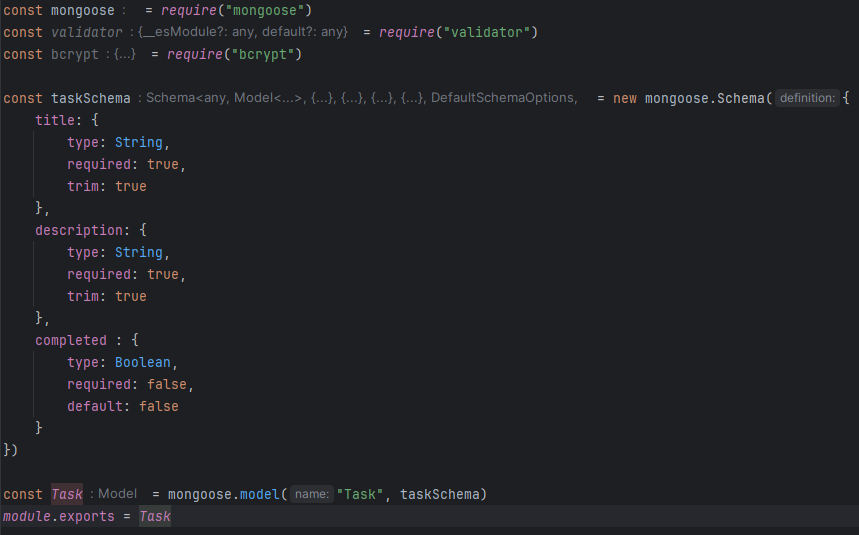 const mongoose : = require("mongoose")
const validator : {__esModule?: any, default?: any} = require("validator")
const bcrypt : {...} = require("bcrypt")
const taskSchema : Schema<any, Model<...>, {...}, {...}, {...}, {...}, DefaultSchemaOptions, = new mongoose.Schema( definition: {
title: {
type: String,
required: true,
trim: true
},
description: {
type: String,
required: true,
trim: true
},
completed : {
type: Boolean,
required: false,
default: false
}
})
const Task : Model = mongoose.model( name: "Task", taskSchema)
module.exports = Task